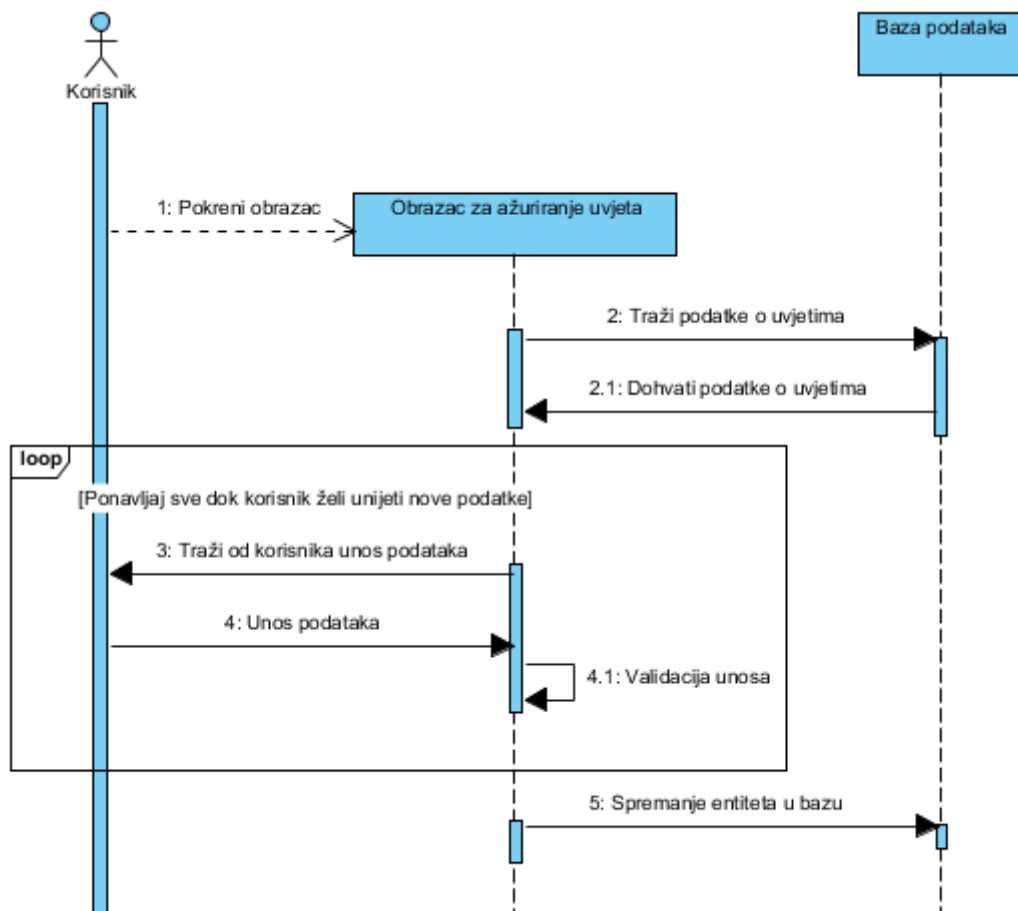 Baza podataka
Korisnik
1: Pokreni obrazac
Obrazac za ažuriranje uvjeta
2: Traži podatke o uvjetima
2.1: Dohvati podatke o uvjetima
loop
[Ponavljaj sve dok korisnik želi unijeti nove podatke]
3: Traži od korisnika unos podataka
4: Unos podataka
4.1: Validacija unosa
5: Spremanje entiteta u bazu